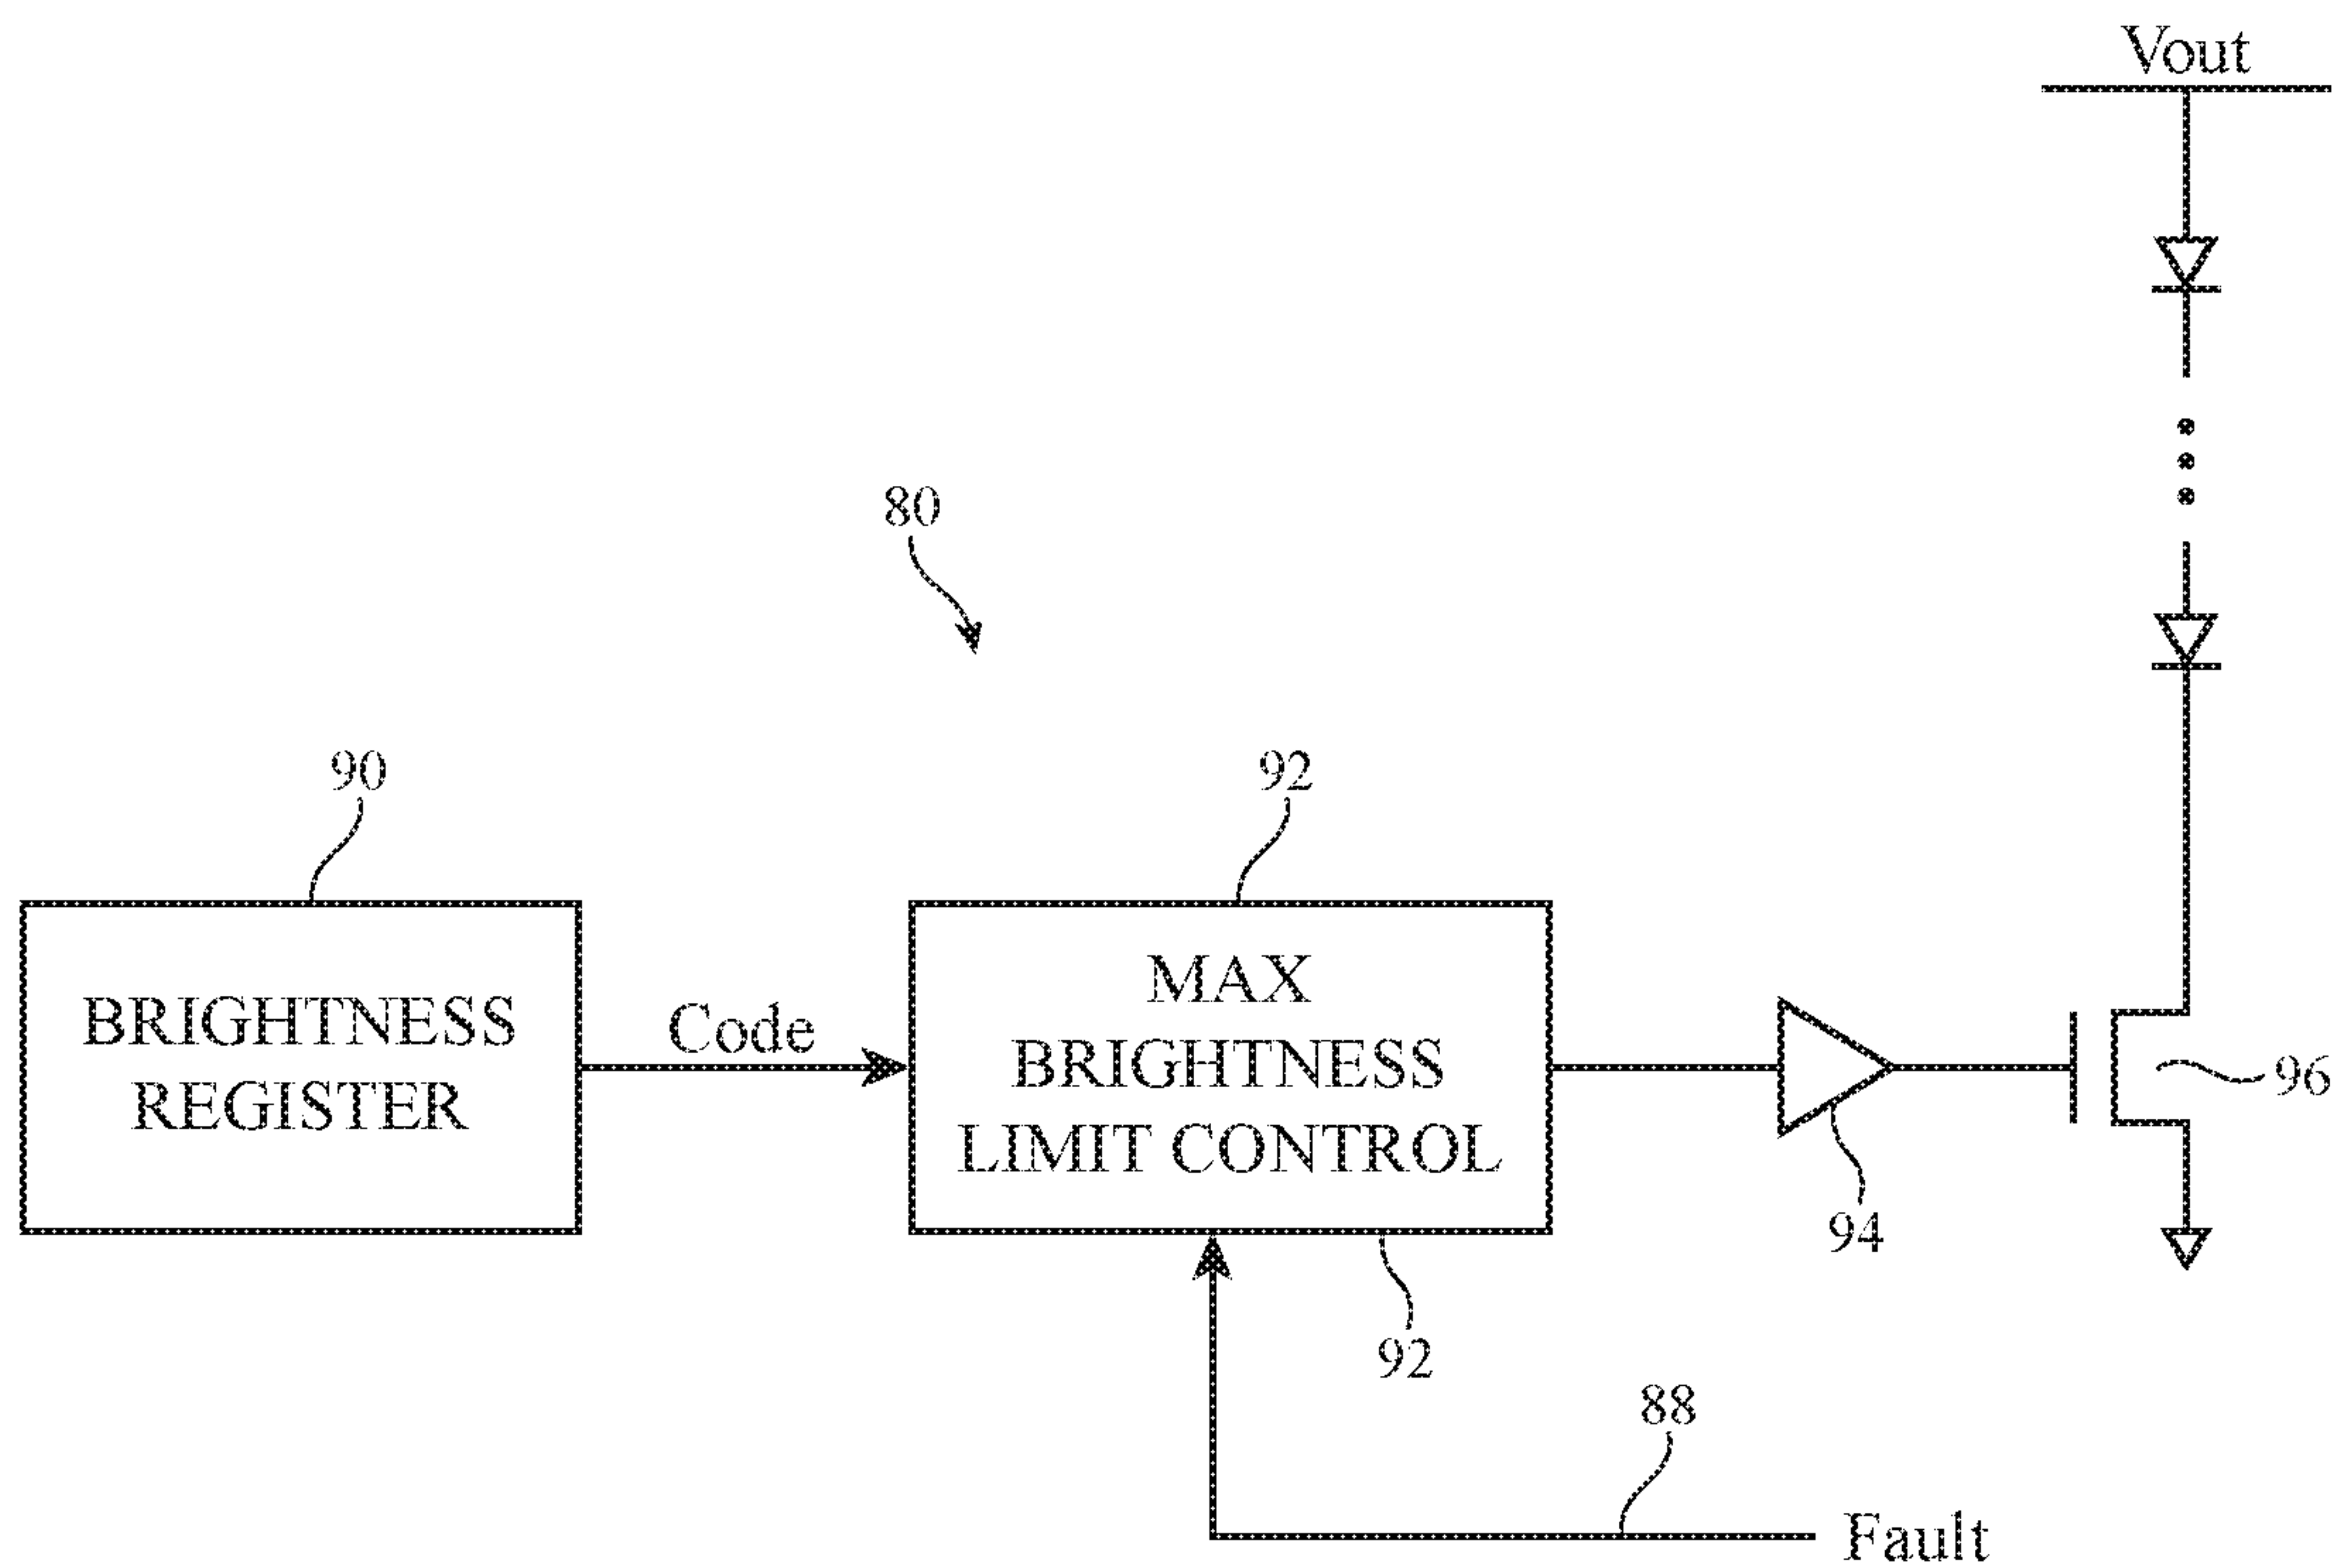 Vout
80
90
92
BRIGHTNESS
REGISTER
Code
MAX
BRIGHTNESS
LIMIT CONTROL
96
94
92
88
Fault